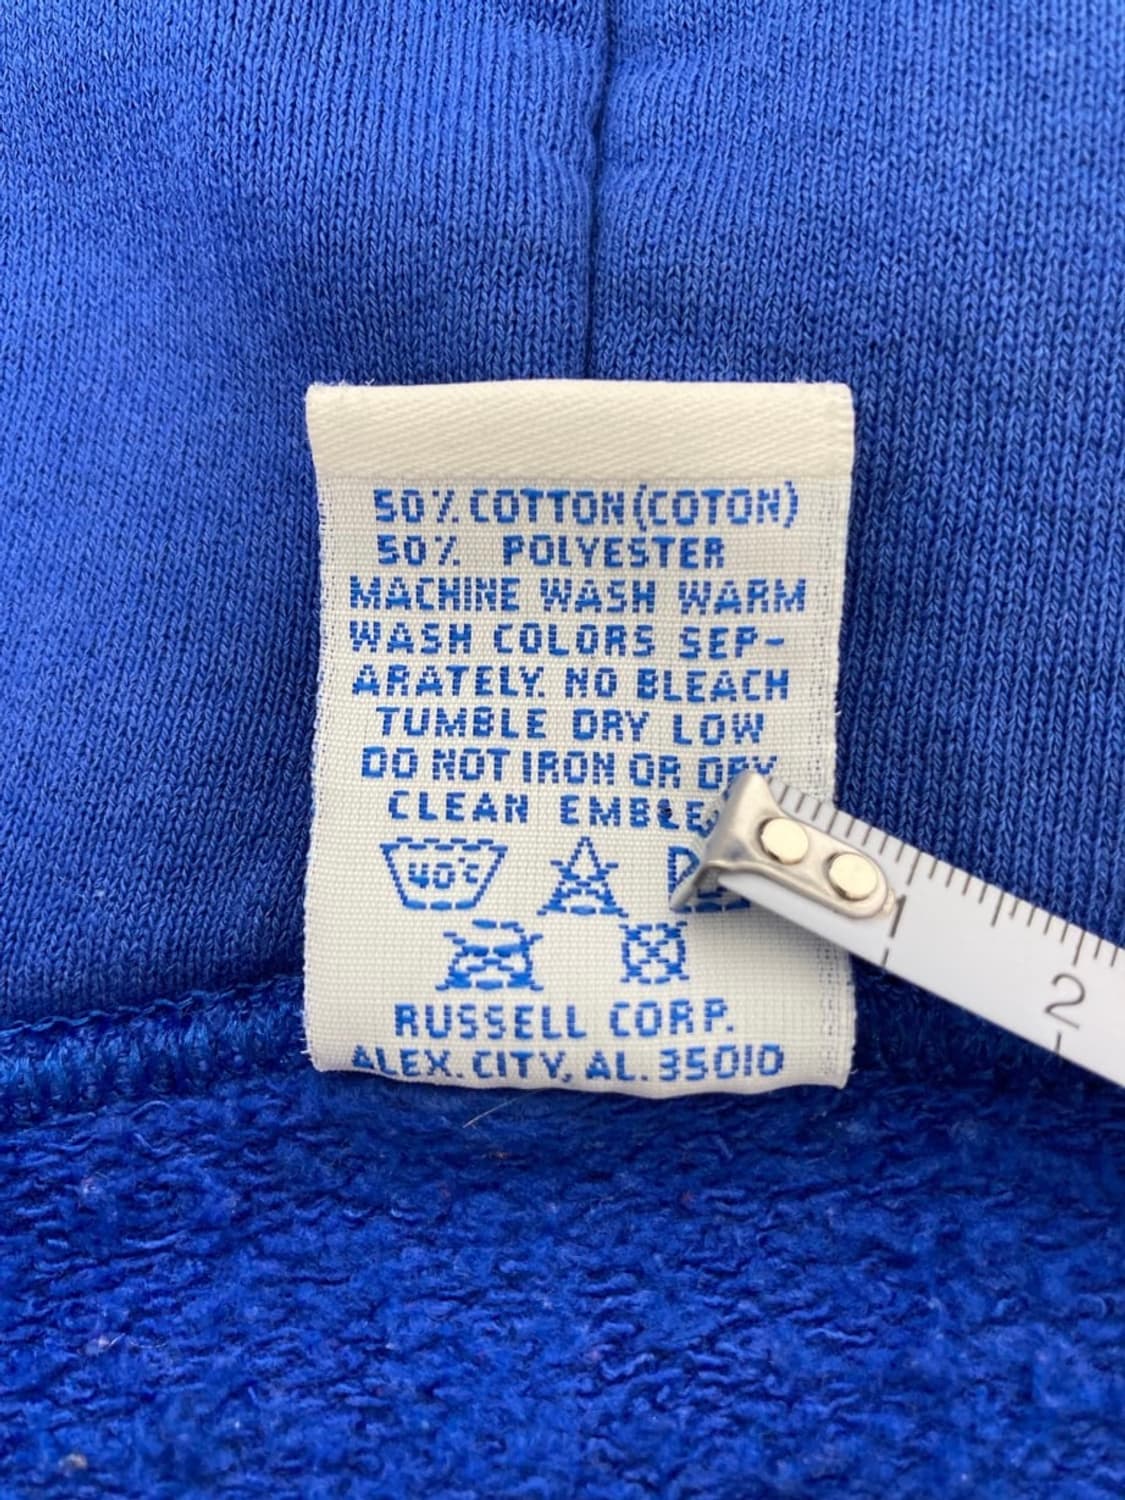 50% COTTON (COTON)
50% POLYESTER
MACHINE WASH WARM
WASH COLORS SEP-
ARATELY. NO BLEACH
TUMBLE DRY LOW
DO NOT IRON OR DRY
CLEAN
40°C
RUSSELL CORP.
ALEX. CITY, AL. 35010
1
2